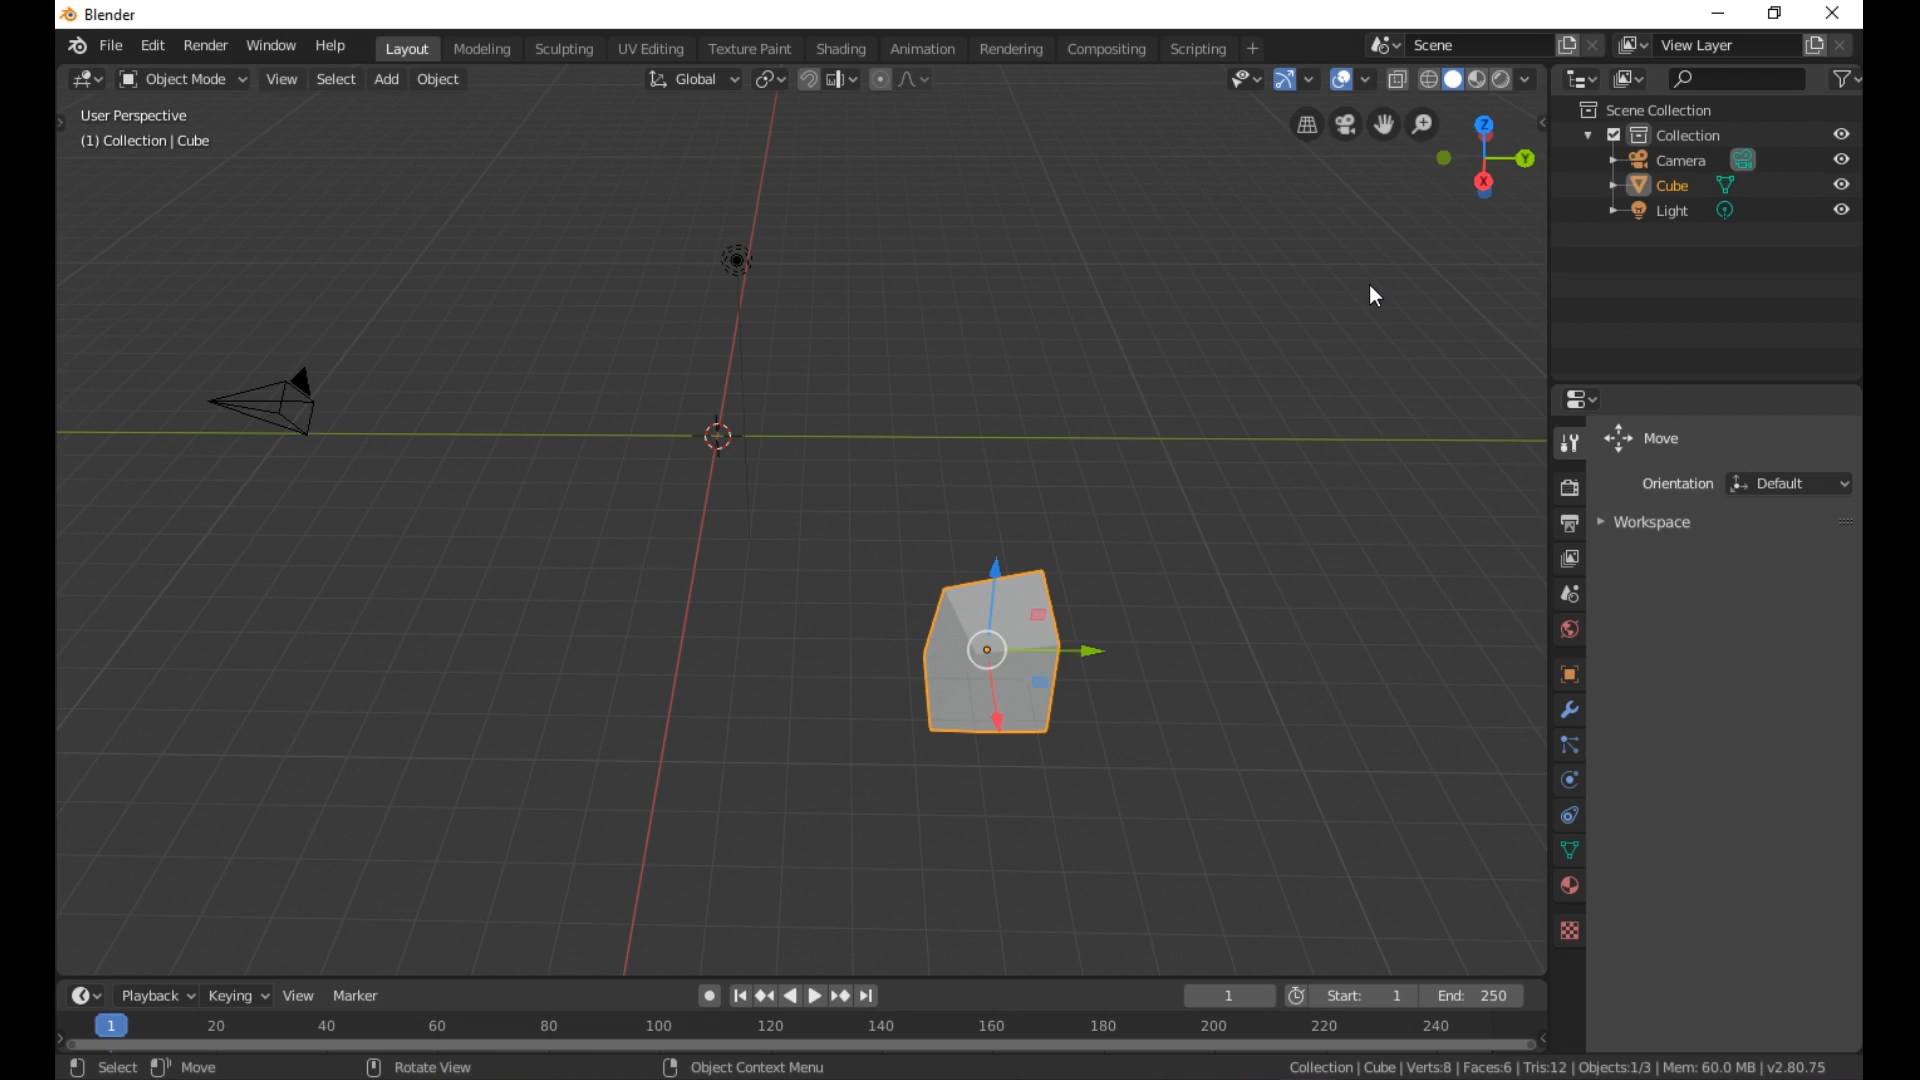 Blender
File Edit Render Window Help Layout Modeling Sculpting UV Editing Texture Paint Shading Animation Rendering Compositing Scripting + Scene View Layer
Object Mode View Select Add Object Global
User Perspective
(1) Collection | Cube
Z
Y
X
Scene Collection
Collection
Camera
Cube
Light
Move
Orientation Default
Workspace
Playback Keying View Marker 1 Start: 1 End: 250
1 20 40 60 80 100 120 140 160 180 200 220 240
Select Move Rotate View Object Context Menu Collection | Cube | Verts:8 | Faces:6 | Tris:12 | Objects:1/3 | Mem: 60.0 MB | v2.80.75